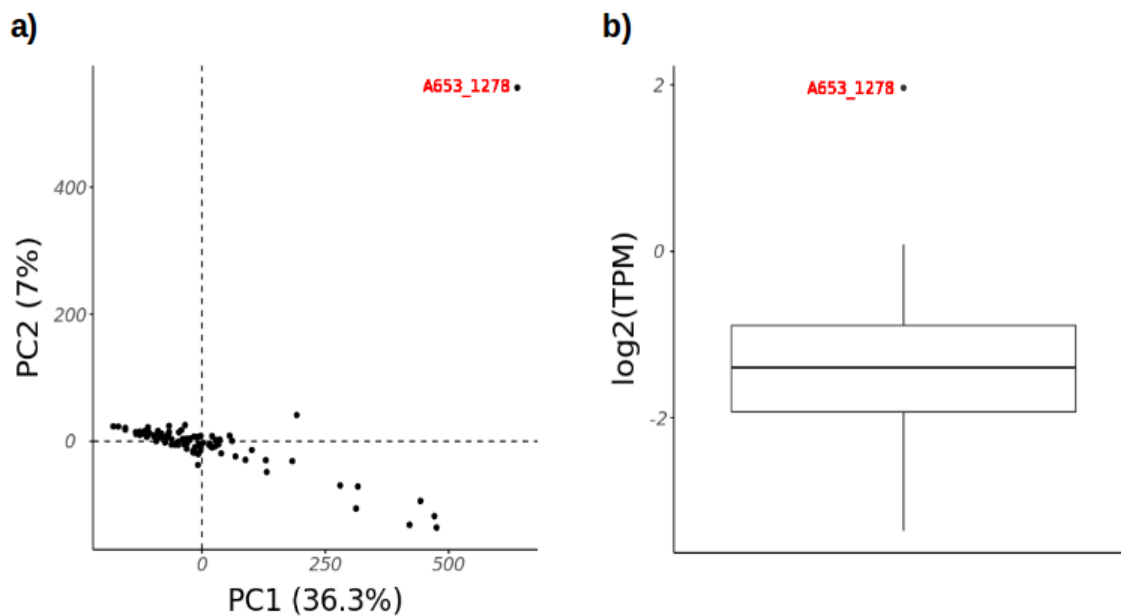 a)
A653_1278
400
200
0
PC2 (7%)
0
250
500
PC1 (36.3%)
b)
A653_1278
2
0
-2
log2(TPM)